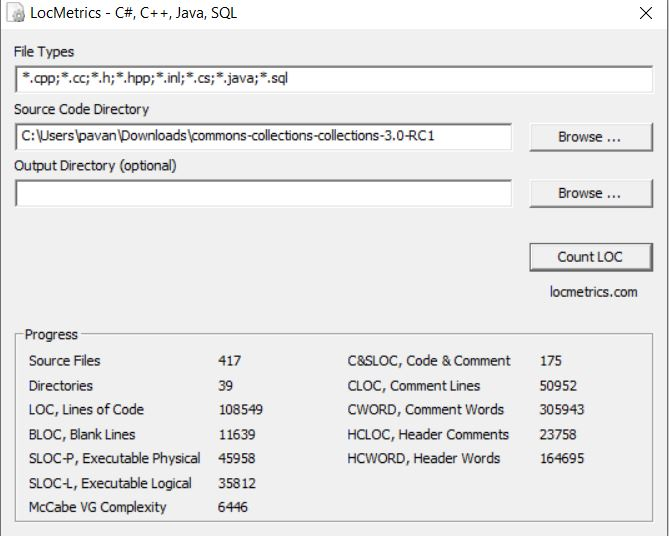 LocMetrics - C#, C++, Java, SQL
File Types
*.cpp;*.cc;*.h;*.hpp;*.inl;*.cs;*.java;*.sql
Source Code Directory
C:\Users\pavan\Downloads\commons-collections-collections-3.0-RC1 Browse ...
Output Directory (optional)
Browse ...
Count LOC
locmetrics.com
Progress
Source Files 417 C&SLOC, Code & Comment 175
Directories 39 CLOC, Comment Lines 50952
LOC, Lines of Code 108549 CWORD, Comment Words 305943
BLOC, Blank Lines 11639 HCLOC, Header Comments 23758
SLOC-P, Executable Physical 45958 HCWORD, Header Words 164695
SLOC-L, Executable Logical 35812
McCabe VG Complexity 6446